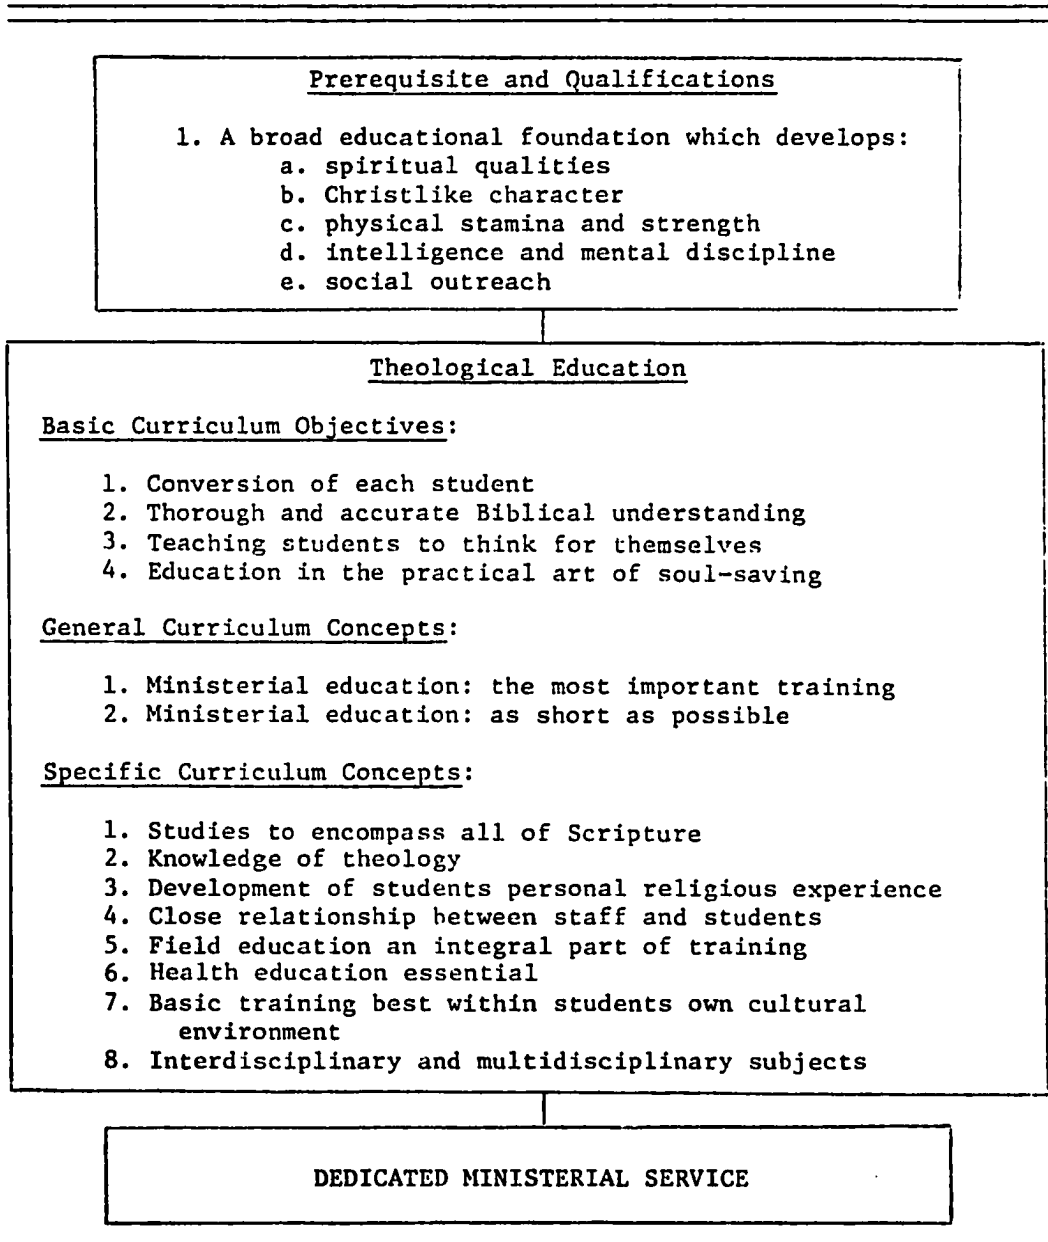 Prerequisite and Qualifications
1. A broad educational foundation which develops:
a. spiritual qualities
b. Christlike character
c. physical stamina and strength
d. intelligence and mental discipline
e. social outreach
Theological Education
Basic Curriculum Objectives:
1. Conversion of each student
2. Thorough and accurate Biblical understanding
3. Teaching students to think for themselves
4. Education in the practical art of soul-saving
General Curriculum Concepts:
1. Ministerial education: the most important training
2. Ministerial education: as short as possible
Specific Curriculum Concepts:
1. Studies to encompass all of Scripture
2. Knowledge of theology
3. Development of students personal religious experience
4. Close relationship between staff and students
5. Field education an integral part of training
6. Health education essential
7. Basic training best within students own cultural
environment
8. Interdisciplinary and multidisciplinary subjects
DEDICATED MINISTERIAL SERVICE